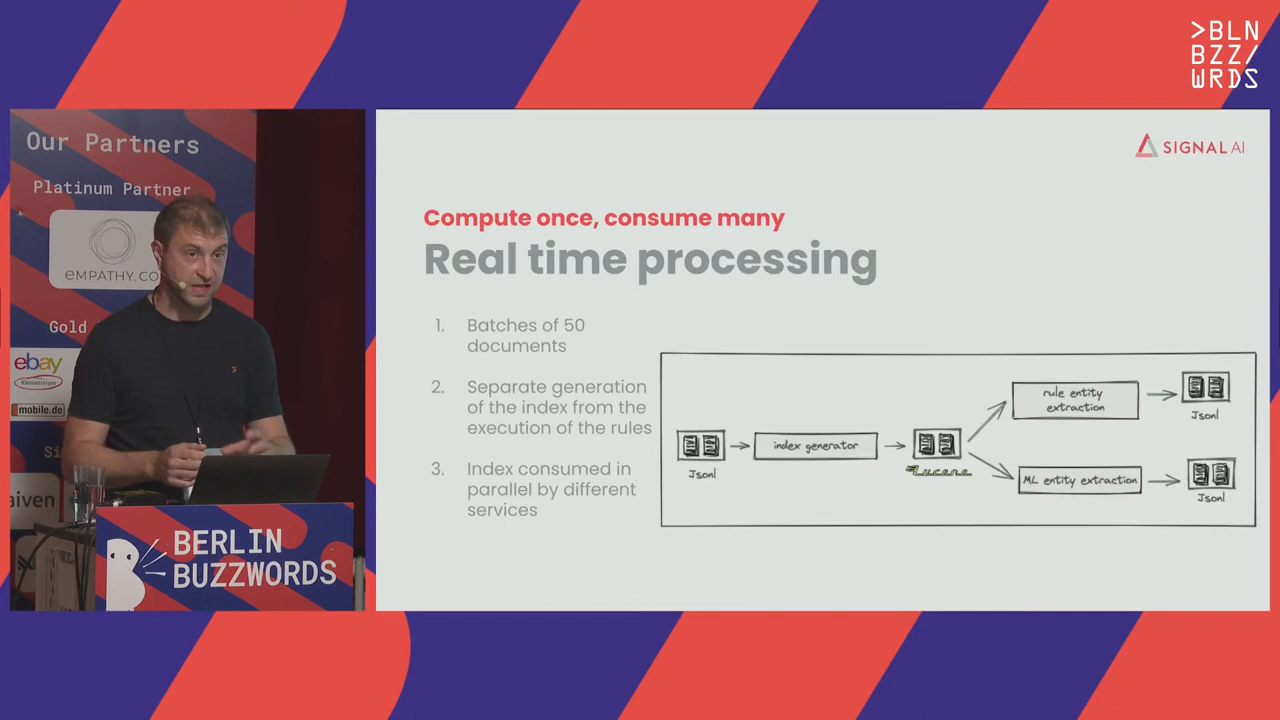 >BLN
BZZ/
WRDS
Our Partners
Platinum Partner
eMPATHY.CO
Gold
ebay
Kleinanzeigen
mobile.de
Si
aiven
BERLIN
BUZZWORDS
SIGNAL AI
Compute once, consume many
Real time processing
1. Batches of 50
documents
2. Separate generation
of the index from the
execution of the rules
3. Index consumed in
parallel by different
services
Jsonl
index generator
Lucene
rule entity
extraction
Jsonl
ML entity extraction
Jsonl